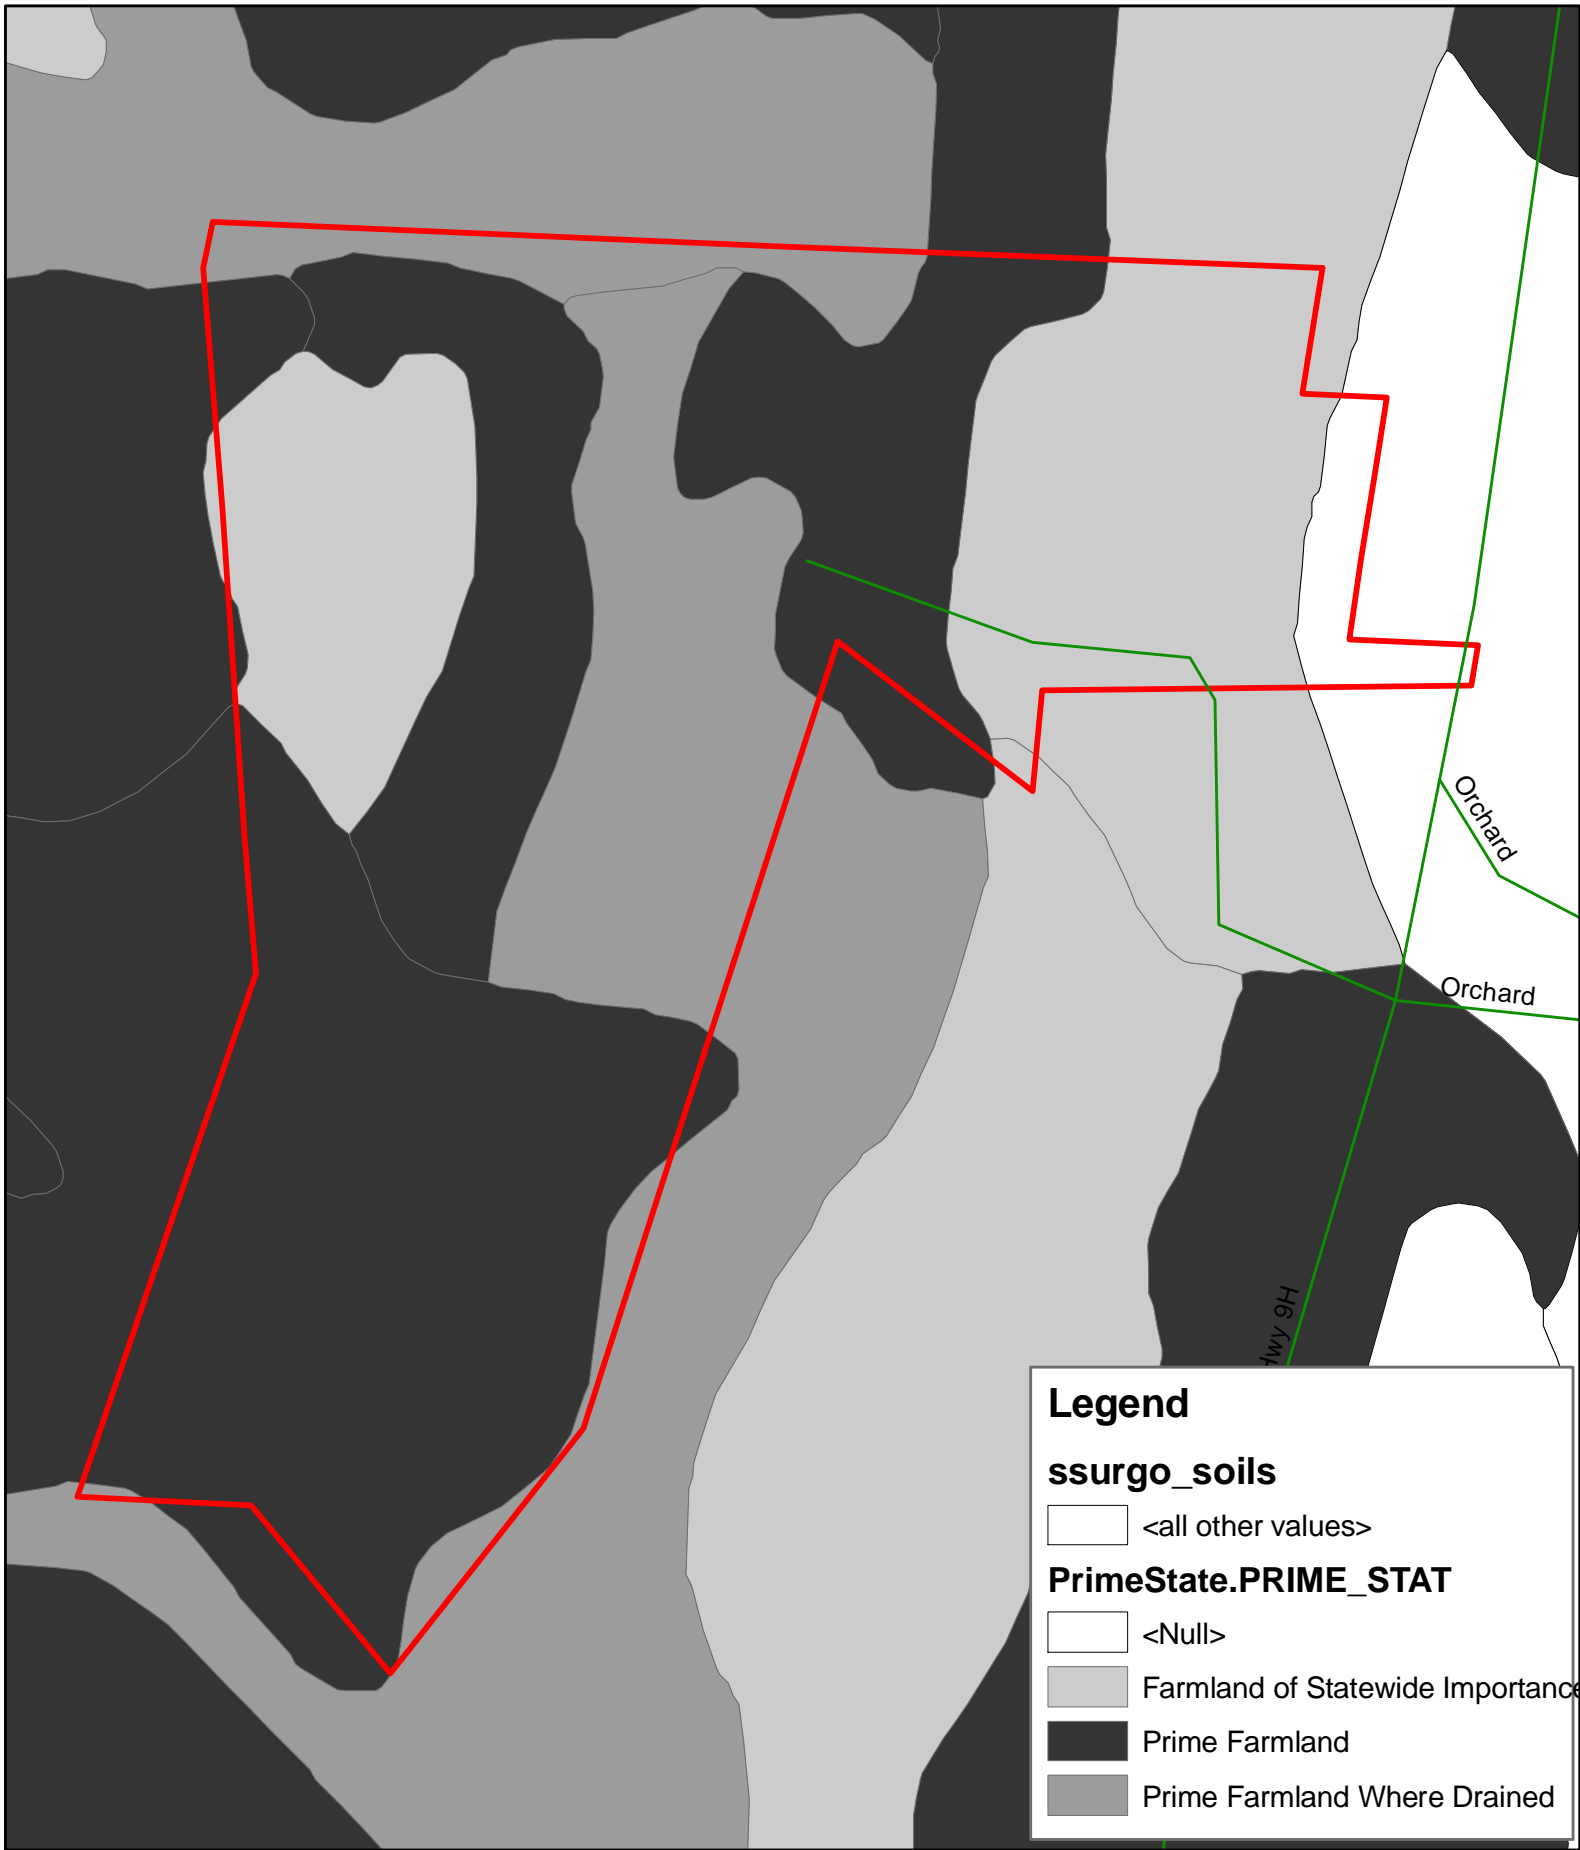 Orchard
Orchard
Hwy 9H
Legend
ssurgo_soils
<all other values>
PrimeState.PRIME_STAT
<Null>
Farmland of Statewide Importance
Prime Farmland
Prime Farmland Where Drained